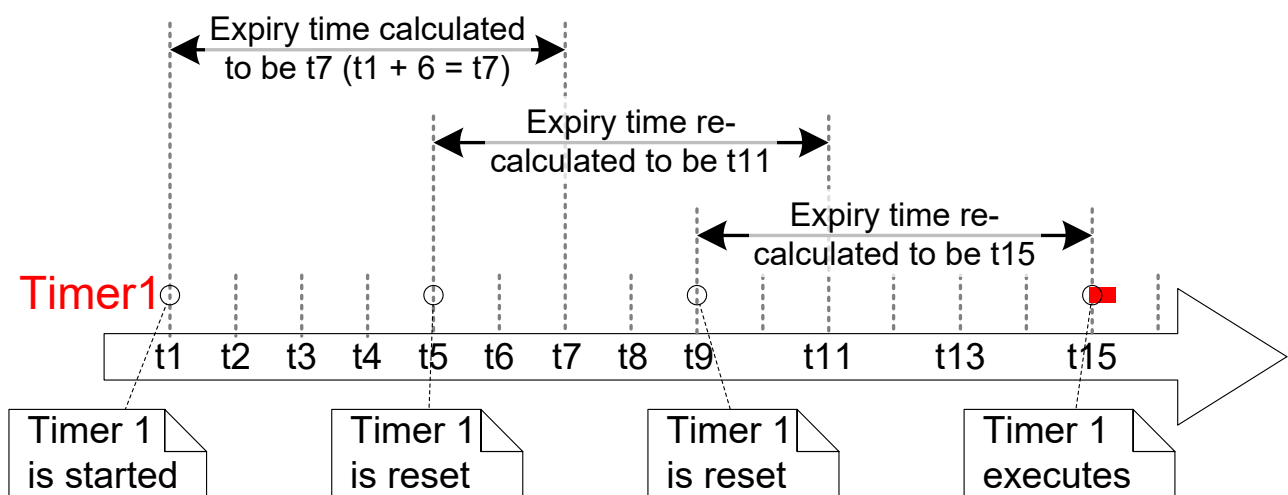 Expiry time calculated
to be t7 (t1 + 6 = t7)
Expiry time re-
calculated to be t11
Expiry time re-
calculated to be t15
Timer1
t1 t2 t3 t4 t5 t6 t7 t8 t9 t11 t13 t15
Timer 1
is started
Timer 1
is reset
Timer 1
is reset
Timer 1
executes